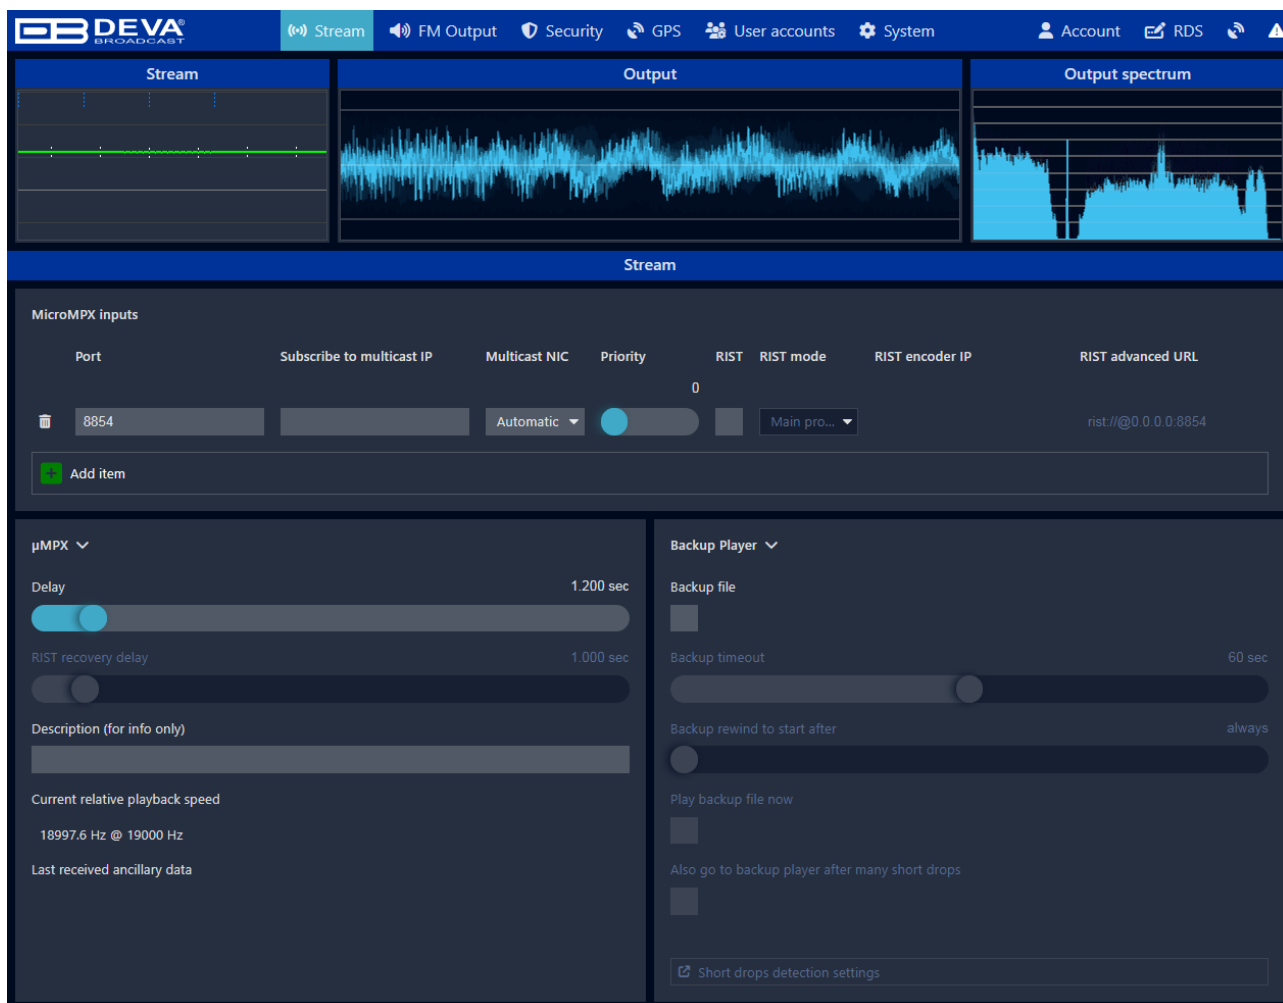 DEVA
BROADCAST
Stream FM Output Security GPS User accounts System Account RDS
Stream Output Output spectrum
Stream
MicroMPX inputs
Port Subscribe to multicast IP Multicast NIC Priority RIST RIST mode RIST encoder IP RIST advanced URL
0
8854 Automatic Main pro... rist://@0.0.0.0:8854
Add item
µMPX
Delay 1.200 sec
RIST recovery delay 1.000 sec
Description (for info only)
Current relative playback speed
18997.6 Hz @ 19000 Hz
Last received ancillary data
Backup Player
Backup file
Backup timeout 60 sec
Backup rewind to start after always
Play backup file now
Also go to backup player after many short drops
Short drops detection settings